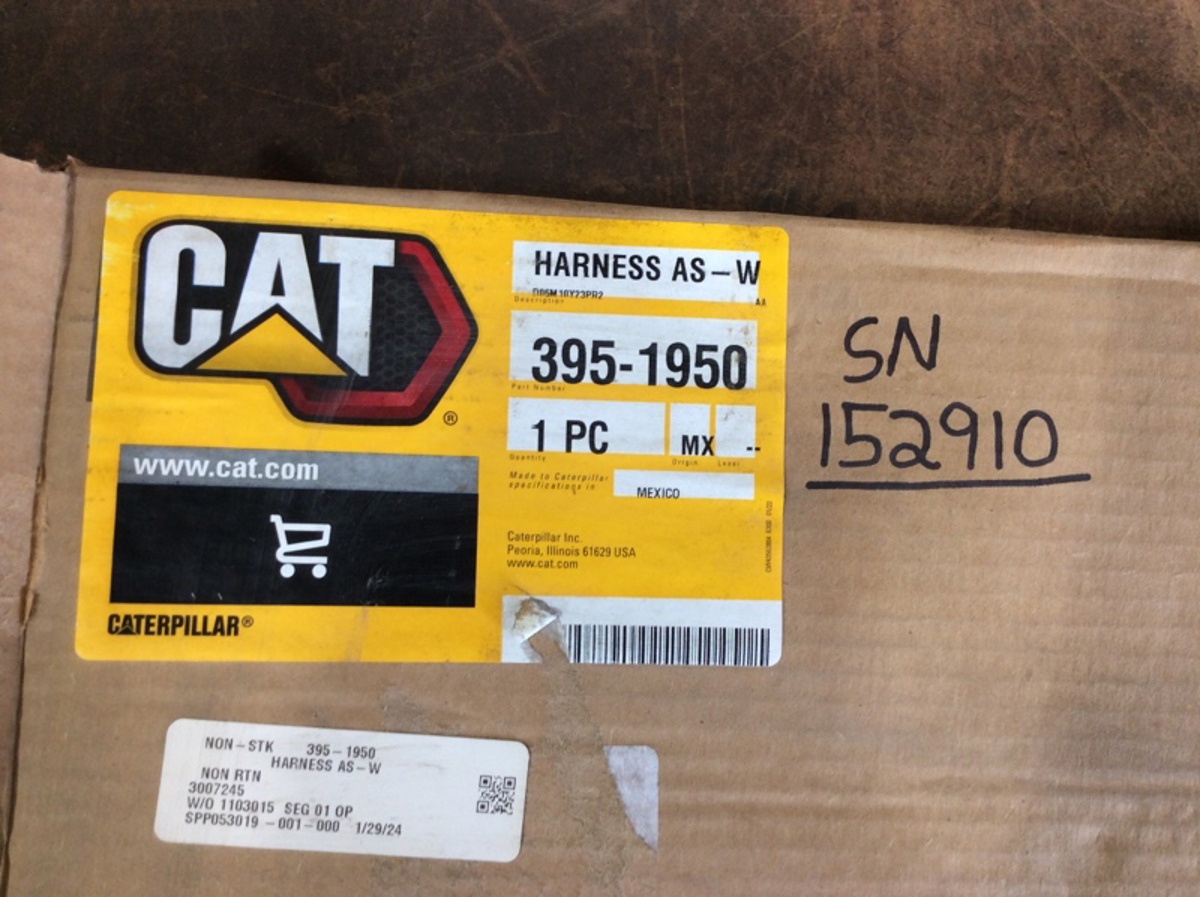 CAT
®
www.cat.com
CATERPILLAR®
HARNESS AS-W
D05M10Y23PR2
Description AA
395-1950
Part Number
1 PC MX --
Quantity Origin Level
Made to Caterpillar
specifications in MEXICO
Caterpillar Inc.
Peoria, Illinois 61629 USA
www.cat.com
SN
152910
NON-STK 395-1950
HARNESS AS-W
NON RTN
3007245
W/O 1103015 SEG 01 OP
SPP053019-001-000 1/29/24